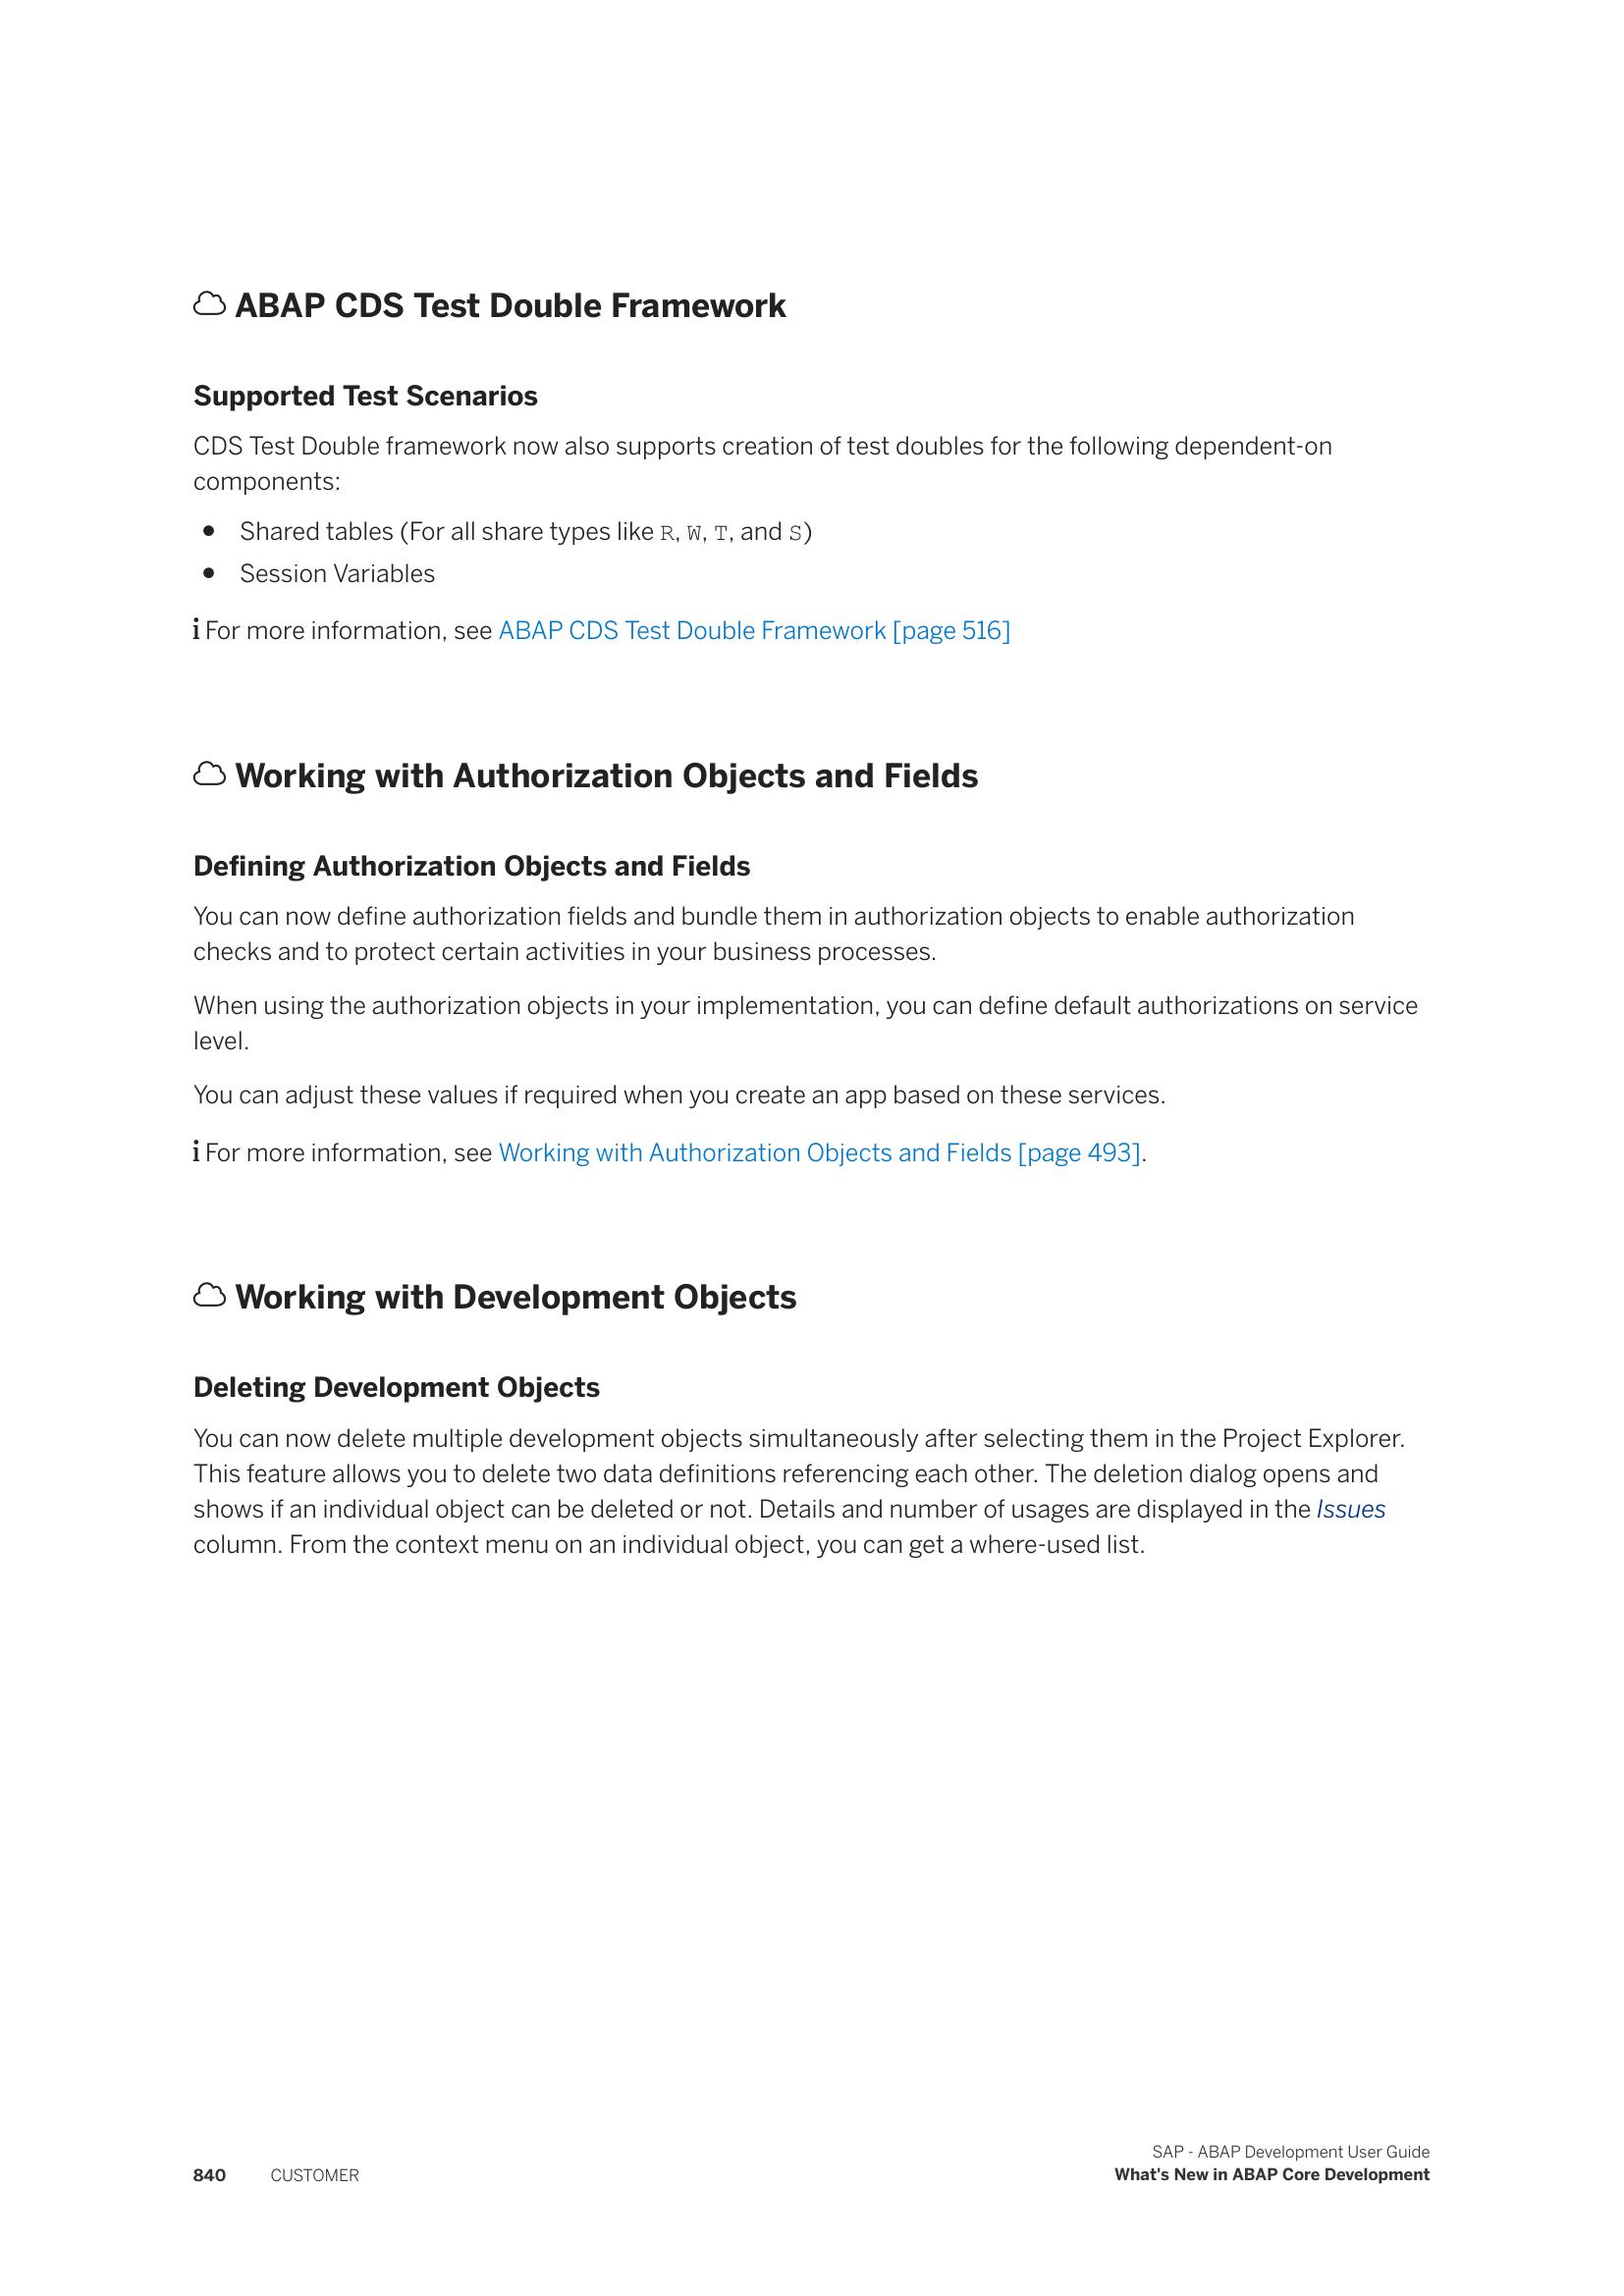 ABAP CDS Test Double Framework
Supported Test Scenarios
CDS Test Double framework now also supports creation of test doubles for the following dependent-on
components:
● Shared tables (For all share types like R, W, T, and S)
● Session Variables
i For more information, see ABAP CDS Test Double Framework [page 516]
Working with Authorization Objects and Fields
Defining Authorization Objects and Fields
You can now define authorization fields and bundle them in authorization objects to enable authorization
checks and to protect certain activities in your business processes.
When using the authorization objects in your implementation, you can define default authorizations on service
level.
You can adjust these values if required when you create an app based on these services.
i For more information, see Working with Authorization Objects and Fields [page 493].
Working with Development Objects
Deleting Development Objects
You can now delete multiple development objects simultaneously after selecting them in the Project Explorer.
This feature allows you to delete two data definitions referencing each other. The deletion dialog opens and
shows if an individual object can be deleted or not. Details and number of usages are displayed in the Issues
column. From the context menu on an individual object, you can get a where-used list.
SAP - ABAP Development User Guide
840 CUSTOMER What's New in ABAP Core Development